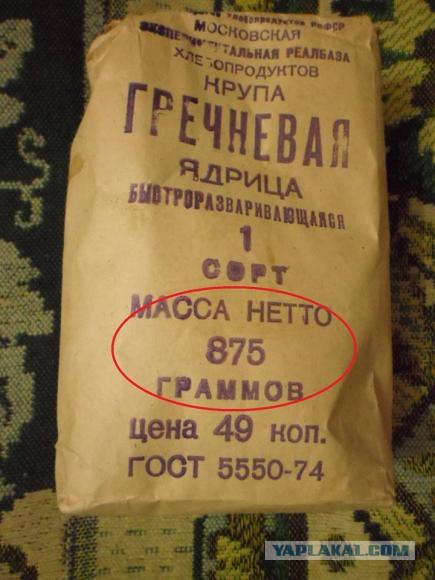 МОСКОВСКАЯ
ЭКСПЕРИМЕНТАЛЬНАЯ РЕАЛБАЗА
ХЛЕБОПРОДУКТОВ
КРУПА
ГРЕЧНЕВАЯ
ЯДРИЦА
БЫСТРОРАЗВАРИВАЮЩАЯСЯ
1
СОРТ
МАССА НЕТТО
875
ГРАММОВ
цена 49 коп.
ГОСТ 5550-74
YAPLAKAL.COM